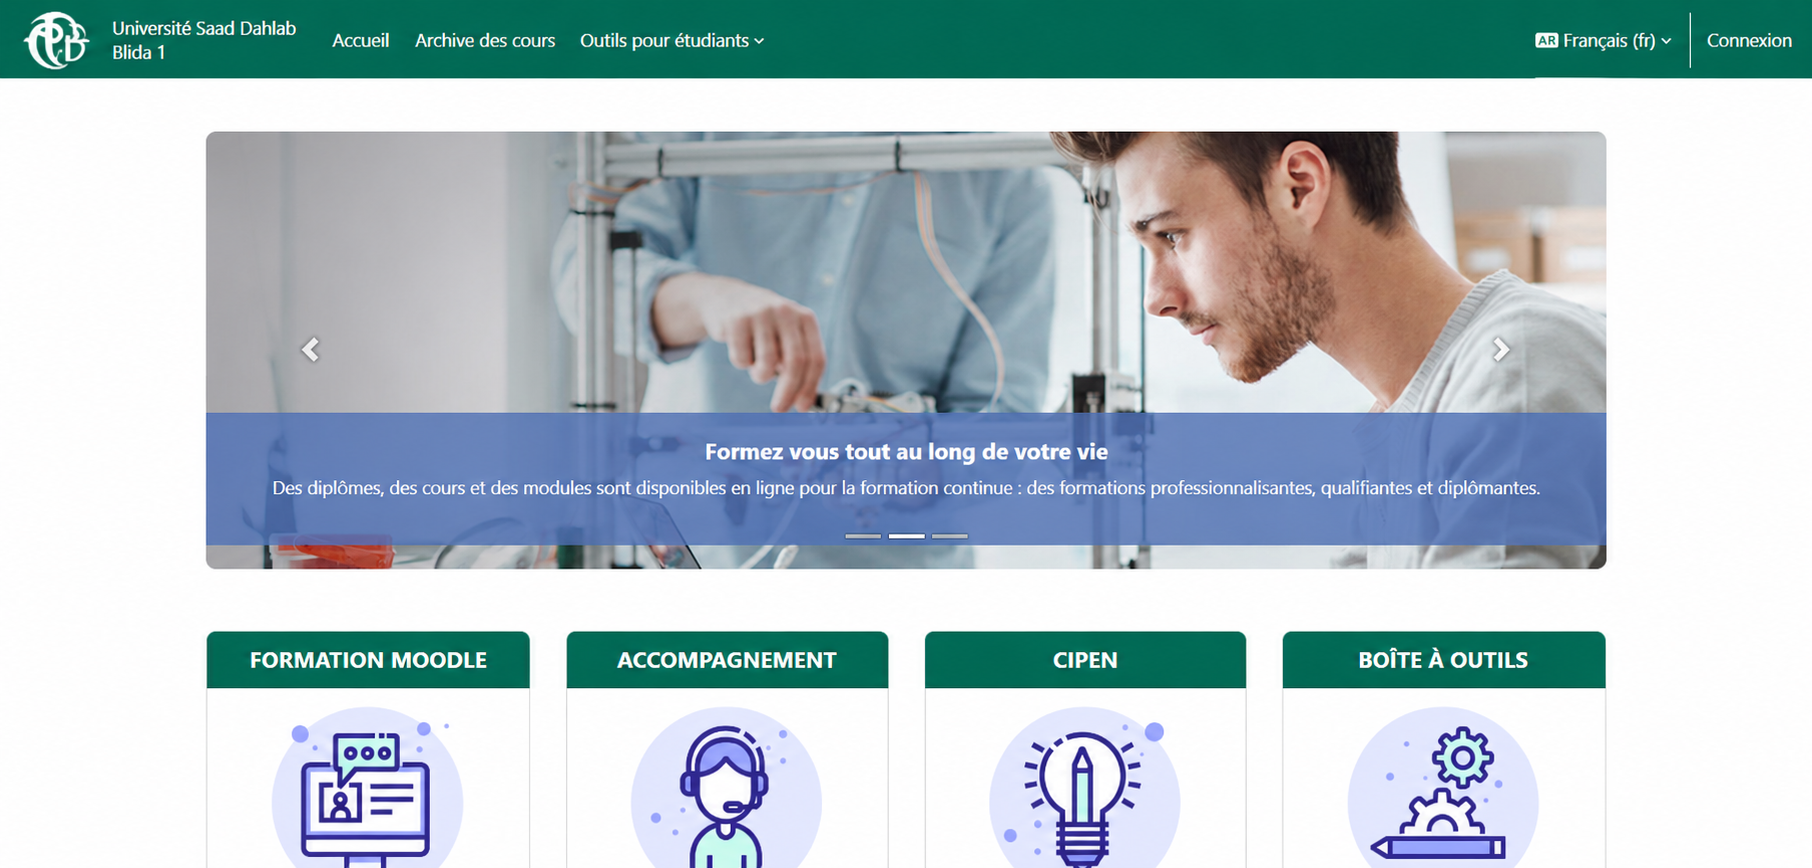 Université Saad Dahlab
Blida 1
Accueil
Archive des cours
Outils pour étudiants
AR Français (fr)
Connexion
Formez vous tout au long de votre vie
Des diplômes, des cours et des modules sont disponibles en ligne pour la formation continue : des formations professionnalisantes, qualifiantes et diplômantes.
FORMATION MOODLE
ACCOMPAGNEMENT
CIPEN
BOÎTE À OUTILS